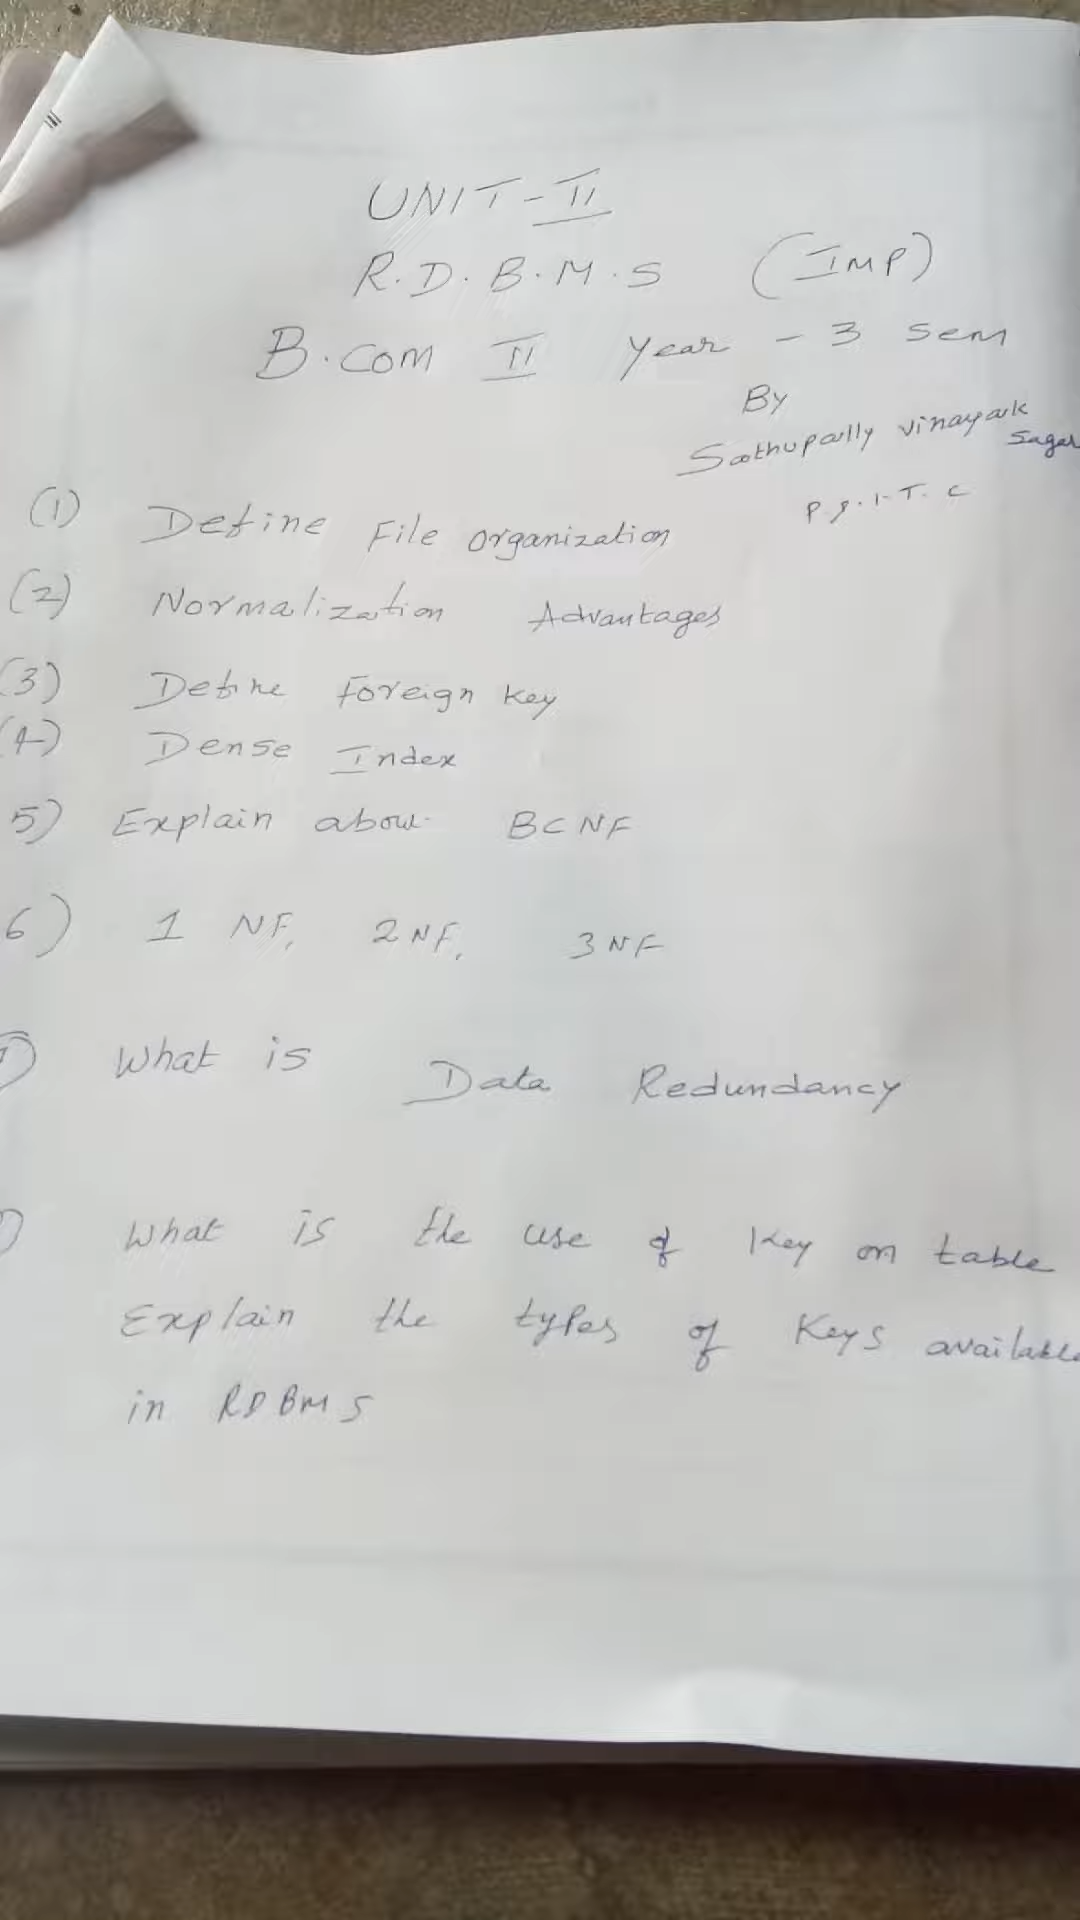 UNIT-II
R.D.B.M.S (IMP)
B.COM II Year - 3 sem
By
Soothupally vinayak Sagar
P.g.I.T.C
(1) Define File organization
(2) Normalization Advantages
(3) Define Foreign key
(4) Dense Index
5) Explain about BCNF
6) 1 NF, 2NF, 3NF
What is Data Redundancy
What is the use of key on table
Explain the types of Keys available
in RDBMS